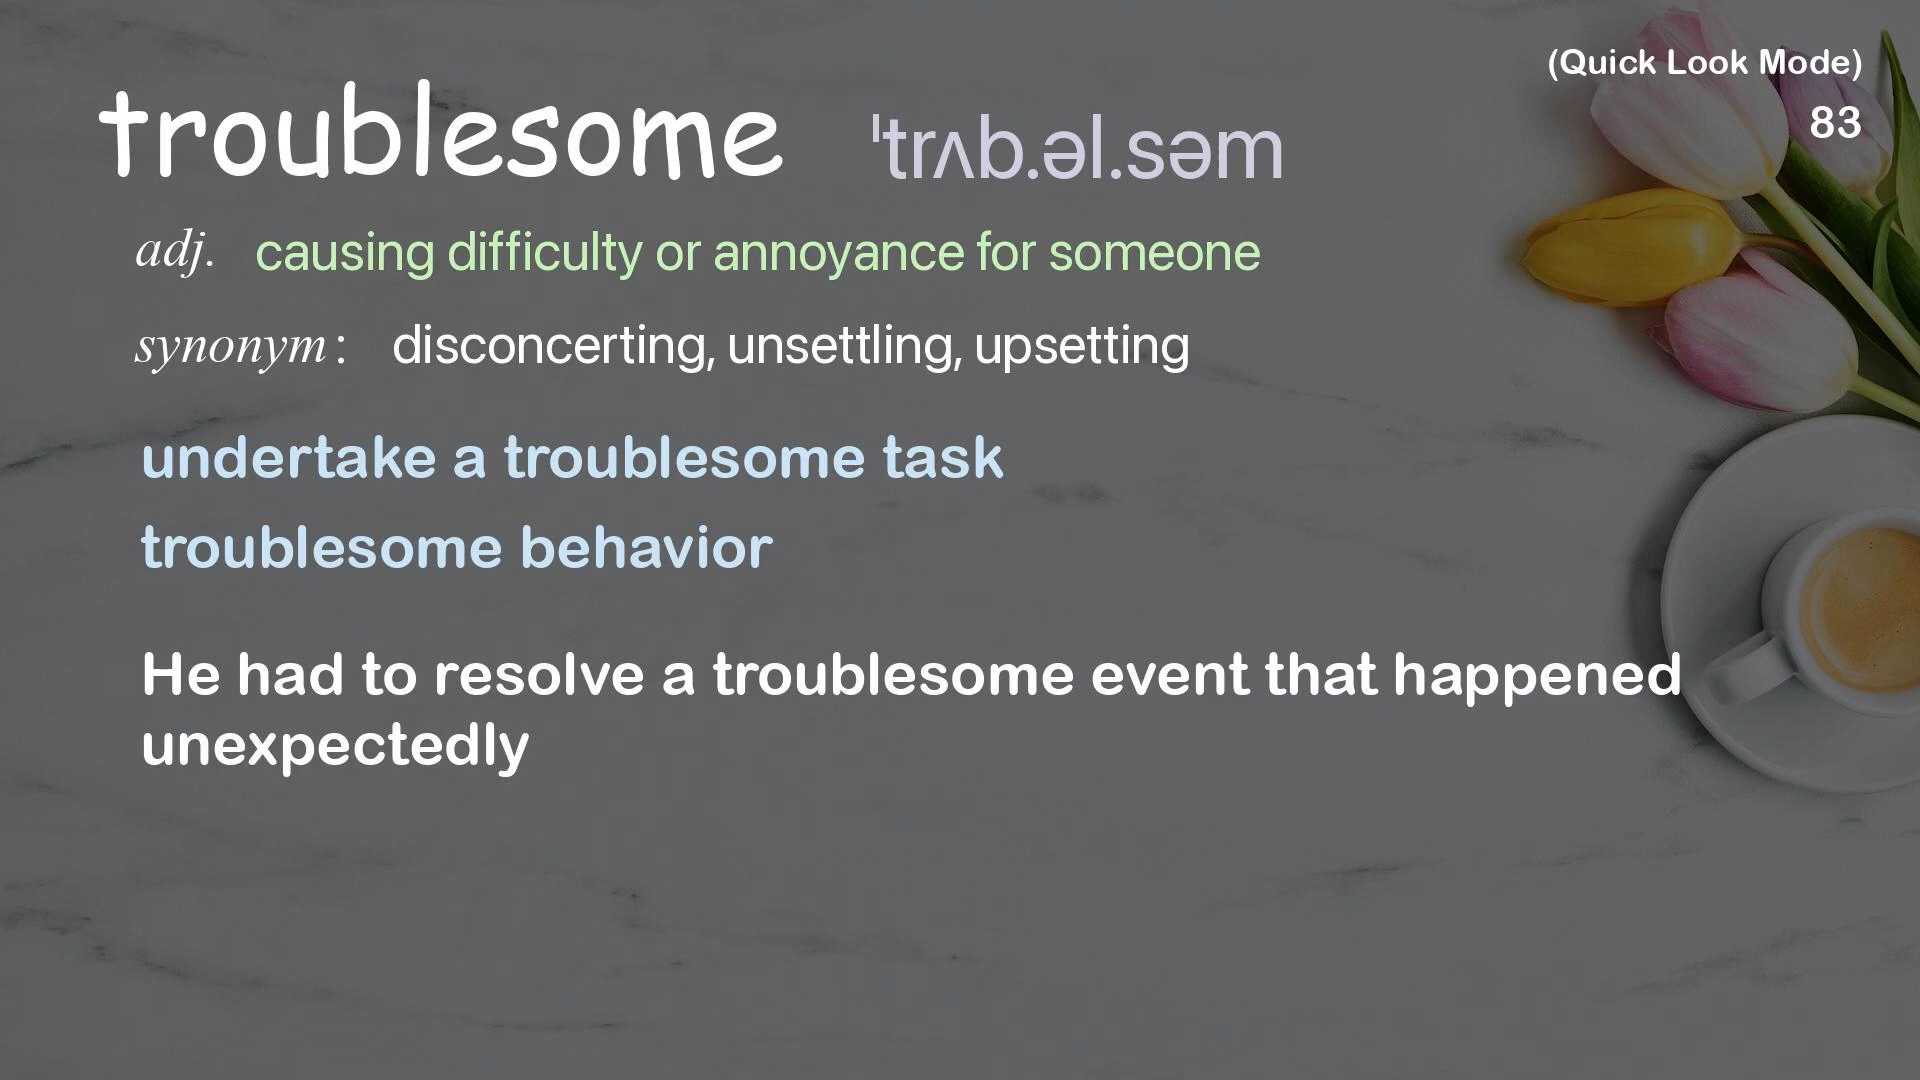 (Quick Look Mode)
83
troublesome ˈtrʌb.əl.səm
adj. causing difficulty or annoyance for someone
synonym: disconcerting, unsettling, upsetting
undertake a troublesome task
troublesome behavior
He had to resolve a troublesome event that happened
unexpectedly